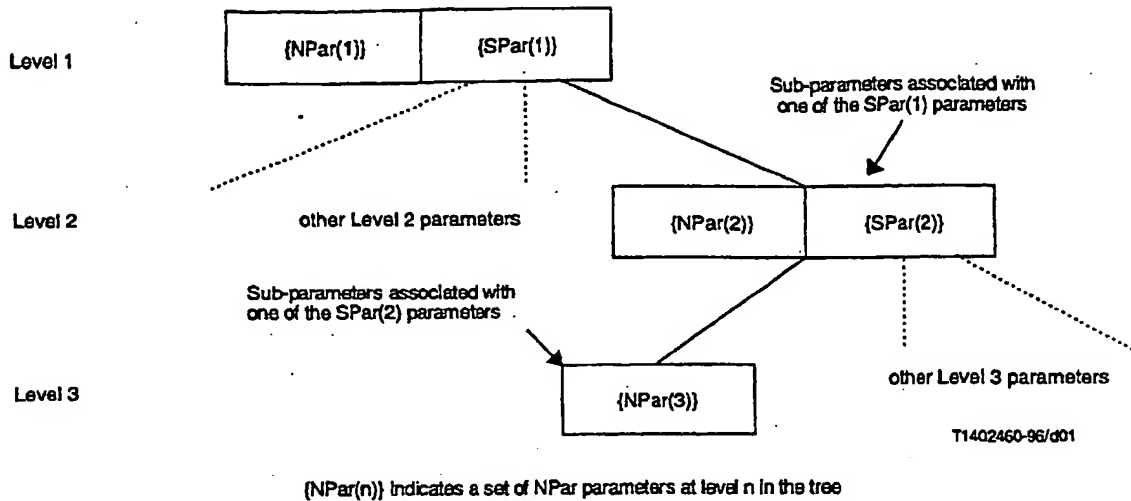 Level 1
{NPar(1)}
{SPar(1)}
Sub-parameters associated with
one of the SPar(1) parameters
Level 2
other Level 2 parameters
{NPar(2)}
{SPar(2)}
Sub-parameters associated with
one of the SPar(2) parameters
Level 3
{NPar(3)}
other Level 3 parameters
T1402460-96/d01
{NPar(n)} Indicates a set of NPar parameters at level n in the tree